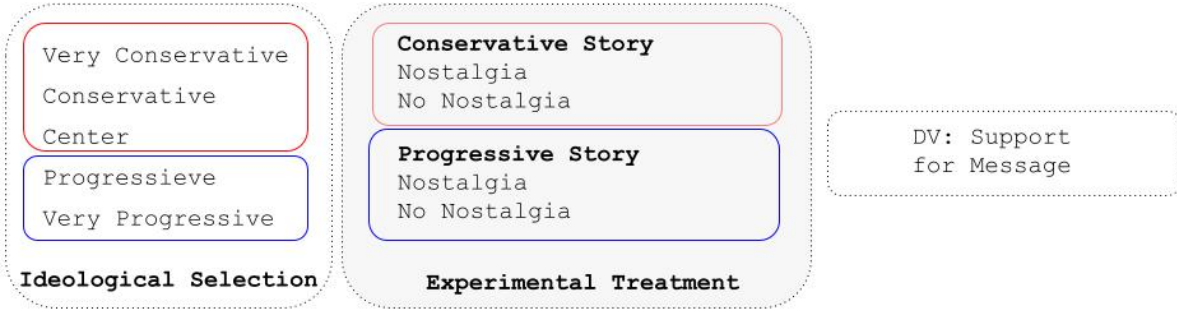 Very Conservative
Conservative
Center
Progressieve
Very Progressive
Ideological Selection
Conservative Story
Nostalgia
No Nostalgia
Progressive Story
Nostalgia
No Nostalgia
Experimental Treatment
DV: Support
for Message